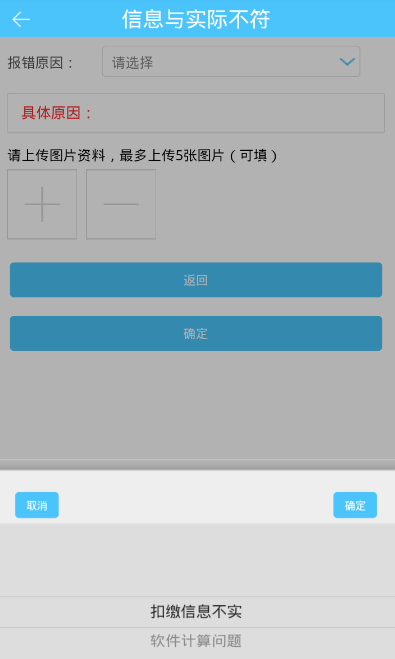 信息与实际不符
报错原因：
请选择
具体原因：
请上传图片资料，最多上传5张图片（可填）
返回
确定
取消
确定
扣缴信息不实
软件计算问题